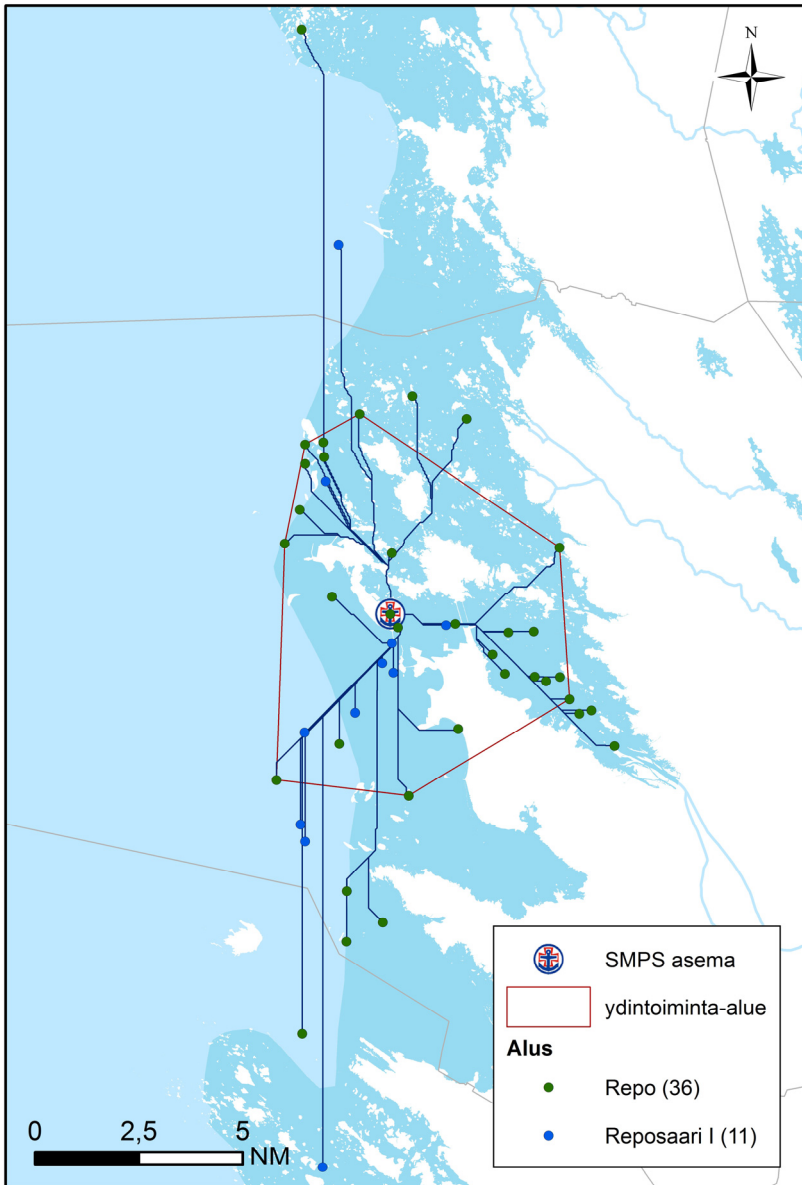 N
SMPS asema
ydintoiminta-alue
Alus
Repo (36)
Reposaari I (11)
0 2,5 5
NM